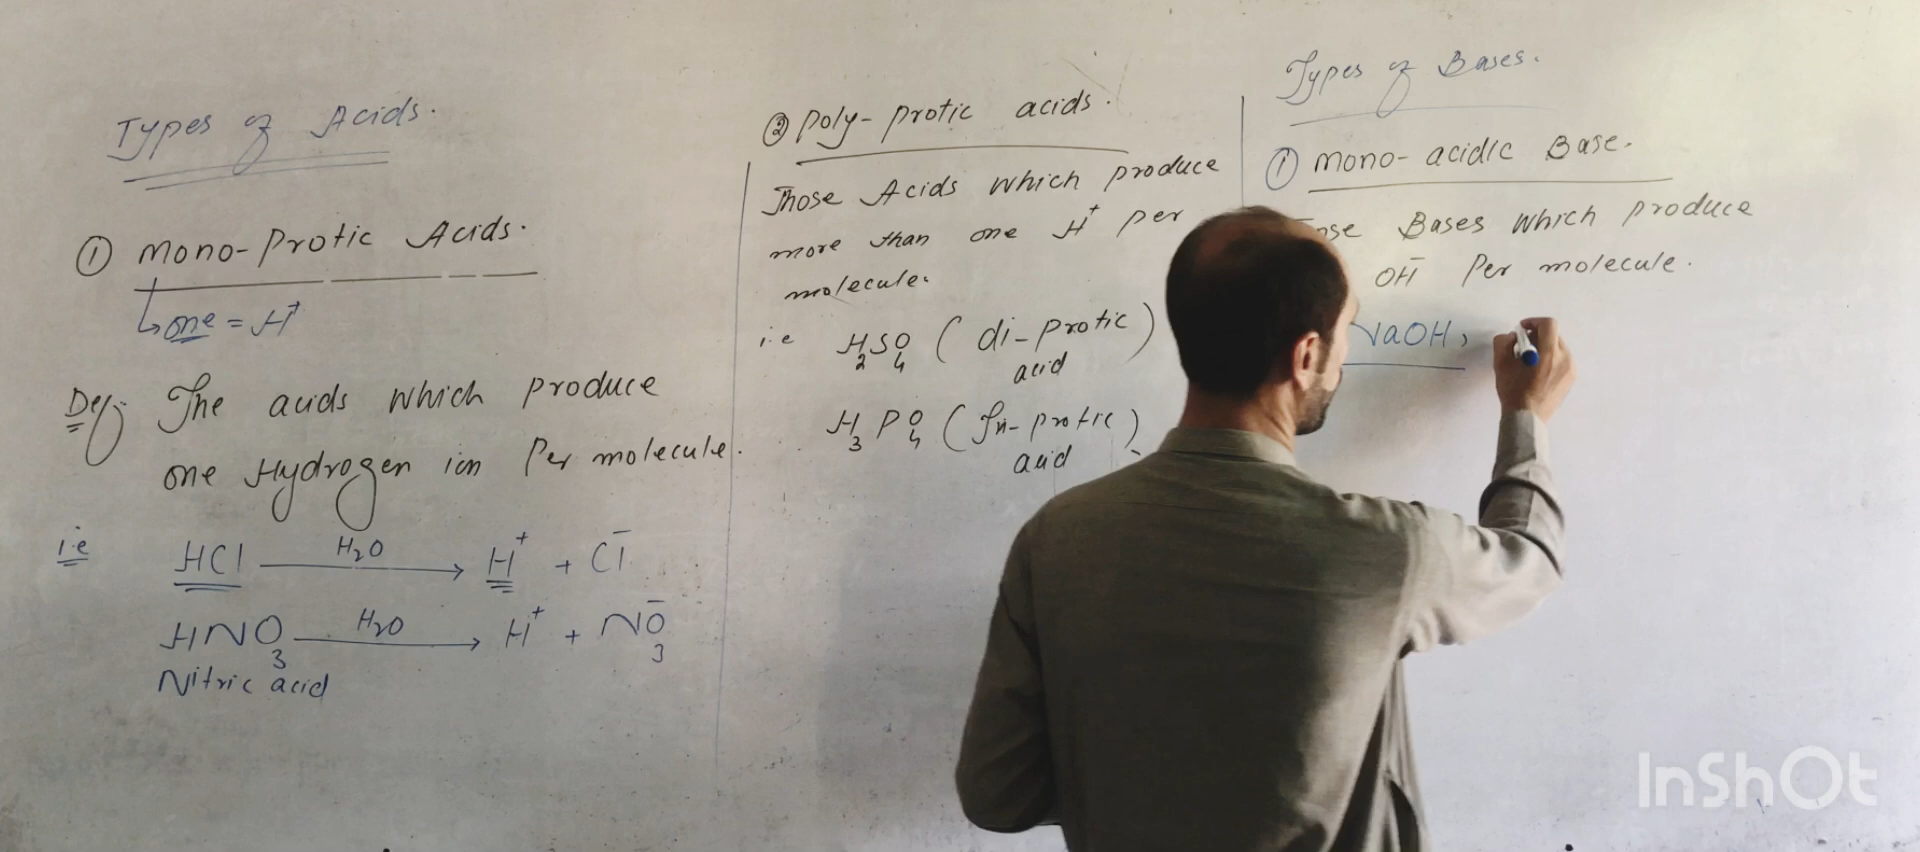 Types of Acids.
① Mono-Protic Acids.
↳ one = H⁺
Def:- The acids which produce
one Hydrogen ion Per molecule.
i.e
HCl —H₂O→ H⁺ + Cl⁻
HNO₃ —H₂O→ H⁺ + NO₃⁻
Nitric acid
② Poly-Protic acids.
Those Acids which produce
more than one H⁺ per
molecule.
i.e H₂SO₄ (di-protic
acid)
H₃PO₄ (Tri-protic
acid)
Types of Bases.
① Mono-acidic Base.
Bases which produce
OH⁻ Per molecule.
NaOH,
InShOt